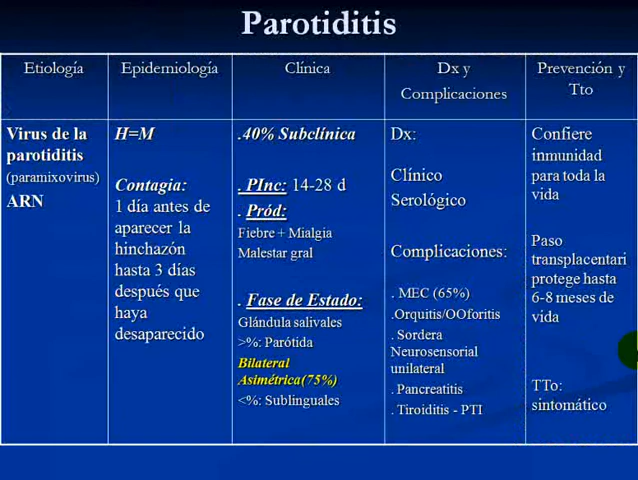 Parotiditis
Etiología
Epidemiología
Clínica
Dx y
Complicaciones
Prevención y
Tto
Virus de la
parotiditis
(paramixovirus)
ARN
H=M
Contagia:
1 día antes de
aparecer la
hinchazón
hasta 3 días
después que
haya
desaparecido
.40% Subclínica
. PInc: 14-28 d
. Pród:
Fiebre + Mialgia
Malestar gral
. Fase de Estado:
Glándula salivales
>%: Parótida
Bilateral
Asimétrica(75%)
<%: Sublinguales
Dx:
Clínico
Serológico
Complicaciones:
. MEC (65%)
.Orquitis/OOforitis
. Sordera
Neurosensorial
unilateral
. Pancreatitis
. Tiroiditis - PTI
Confiere
inmunidad
para toda la
vida
Paso
transplacentari
protege hasta
6-8 meses de
vida
TTo:
sintomático